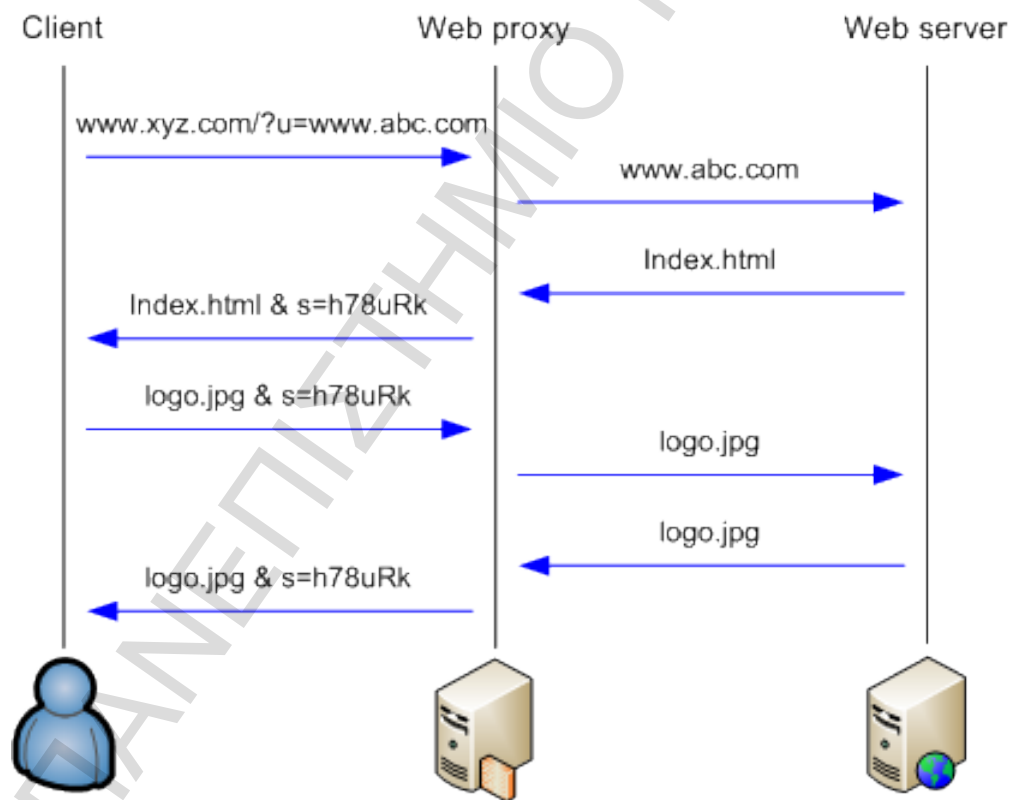 Client
Web proxy
Web server
www.xyz.com/?u=www.abc.com
www.abc.com
Index.html
Index.html & s=h78uRk
logo.jpg & s=h78uRk
logo.jpg
logo.jpg
logo.jpg & s=h78uRk
ΠΑΝΕΠΙΣΤΗΜΙΟ